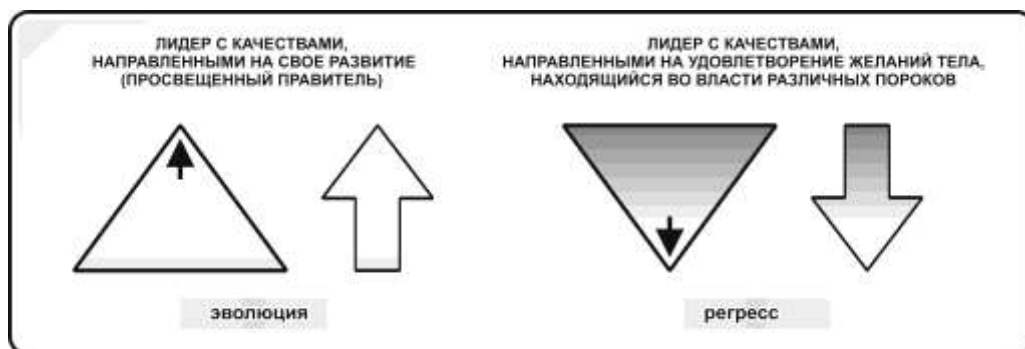 ЛИДЕР С КАЧЕСТВАМИ,
НАПРАВЛЕННЫМИ НА СВОЕ РАЗВИТИЕ
(ПРОСВЕЩЕННЫЙ ПРАВИТЕЛЬ)
ЛИДЕР С КАЧЕСТВАМИ,
НАПРАВЛЕННЫМИ НА УДОВЛЕТВОРЕНИЕ ЖЕЛАНИЙ ТЕЛА,
НАХОДЯЩИЙСЯ ВО ВЛАСТИ РАЗЛИЧНЫХ ПОРОКОВ
эволюция
регресс